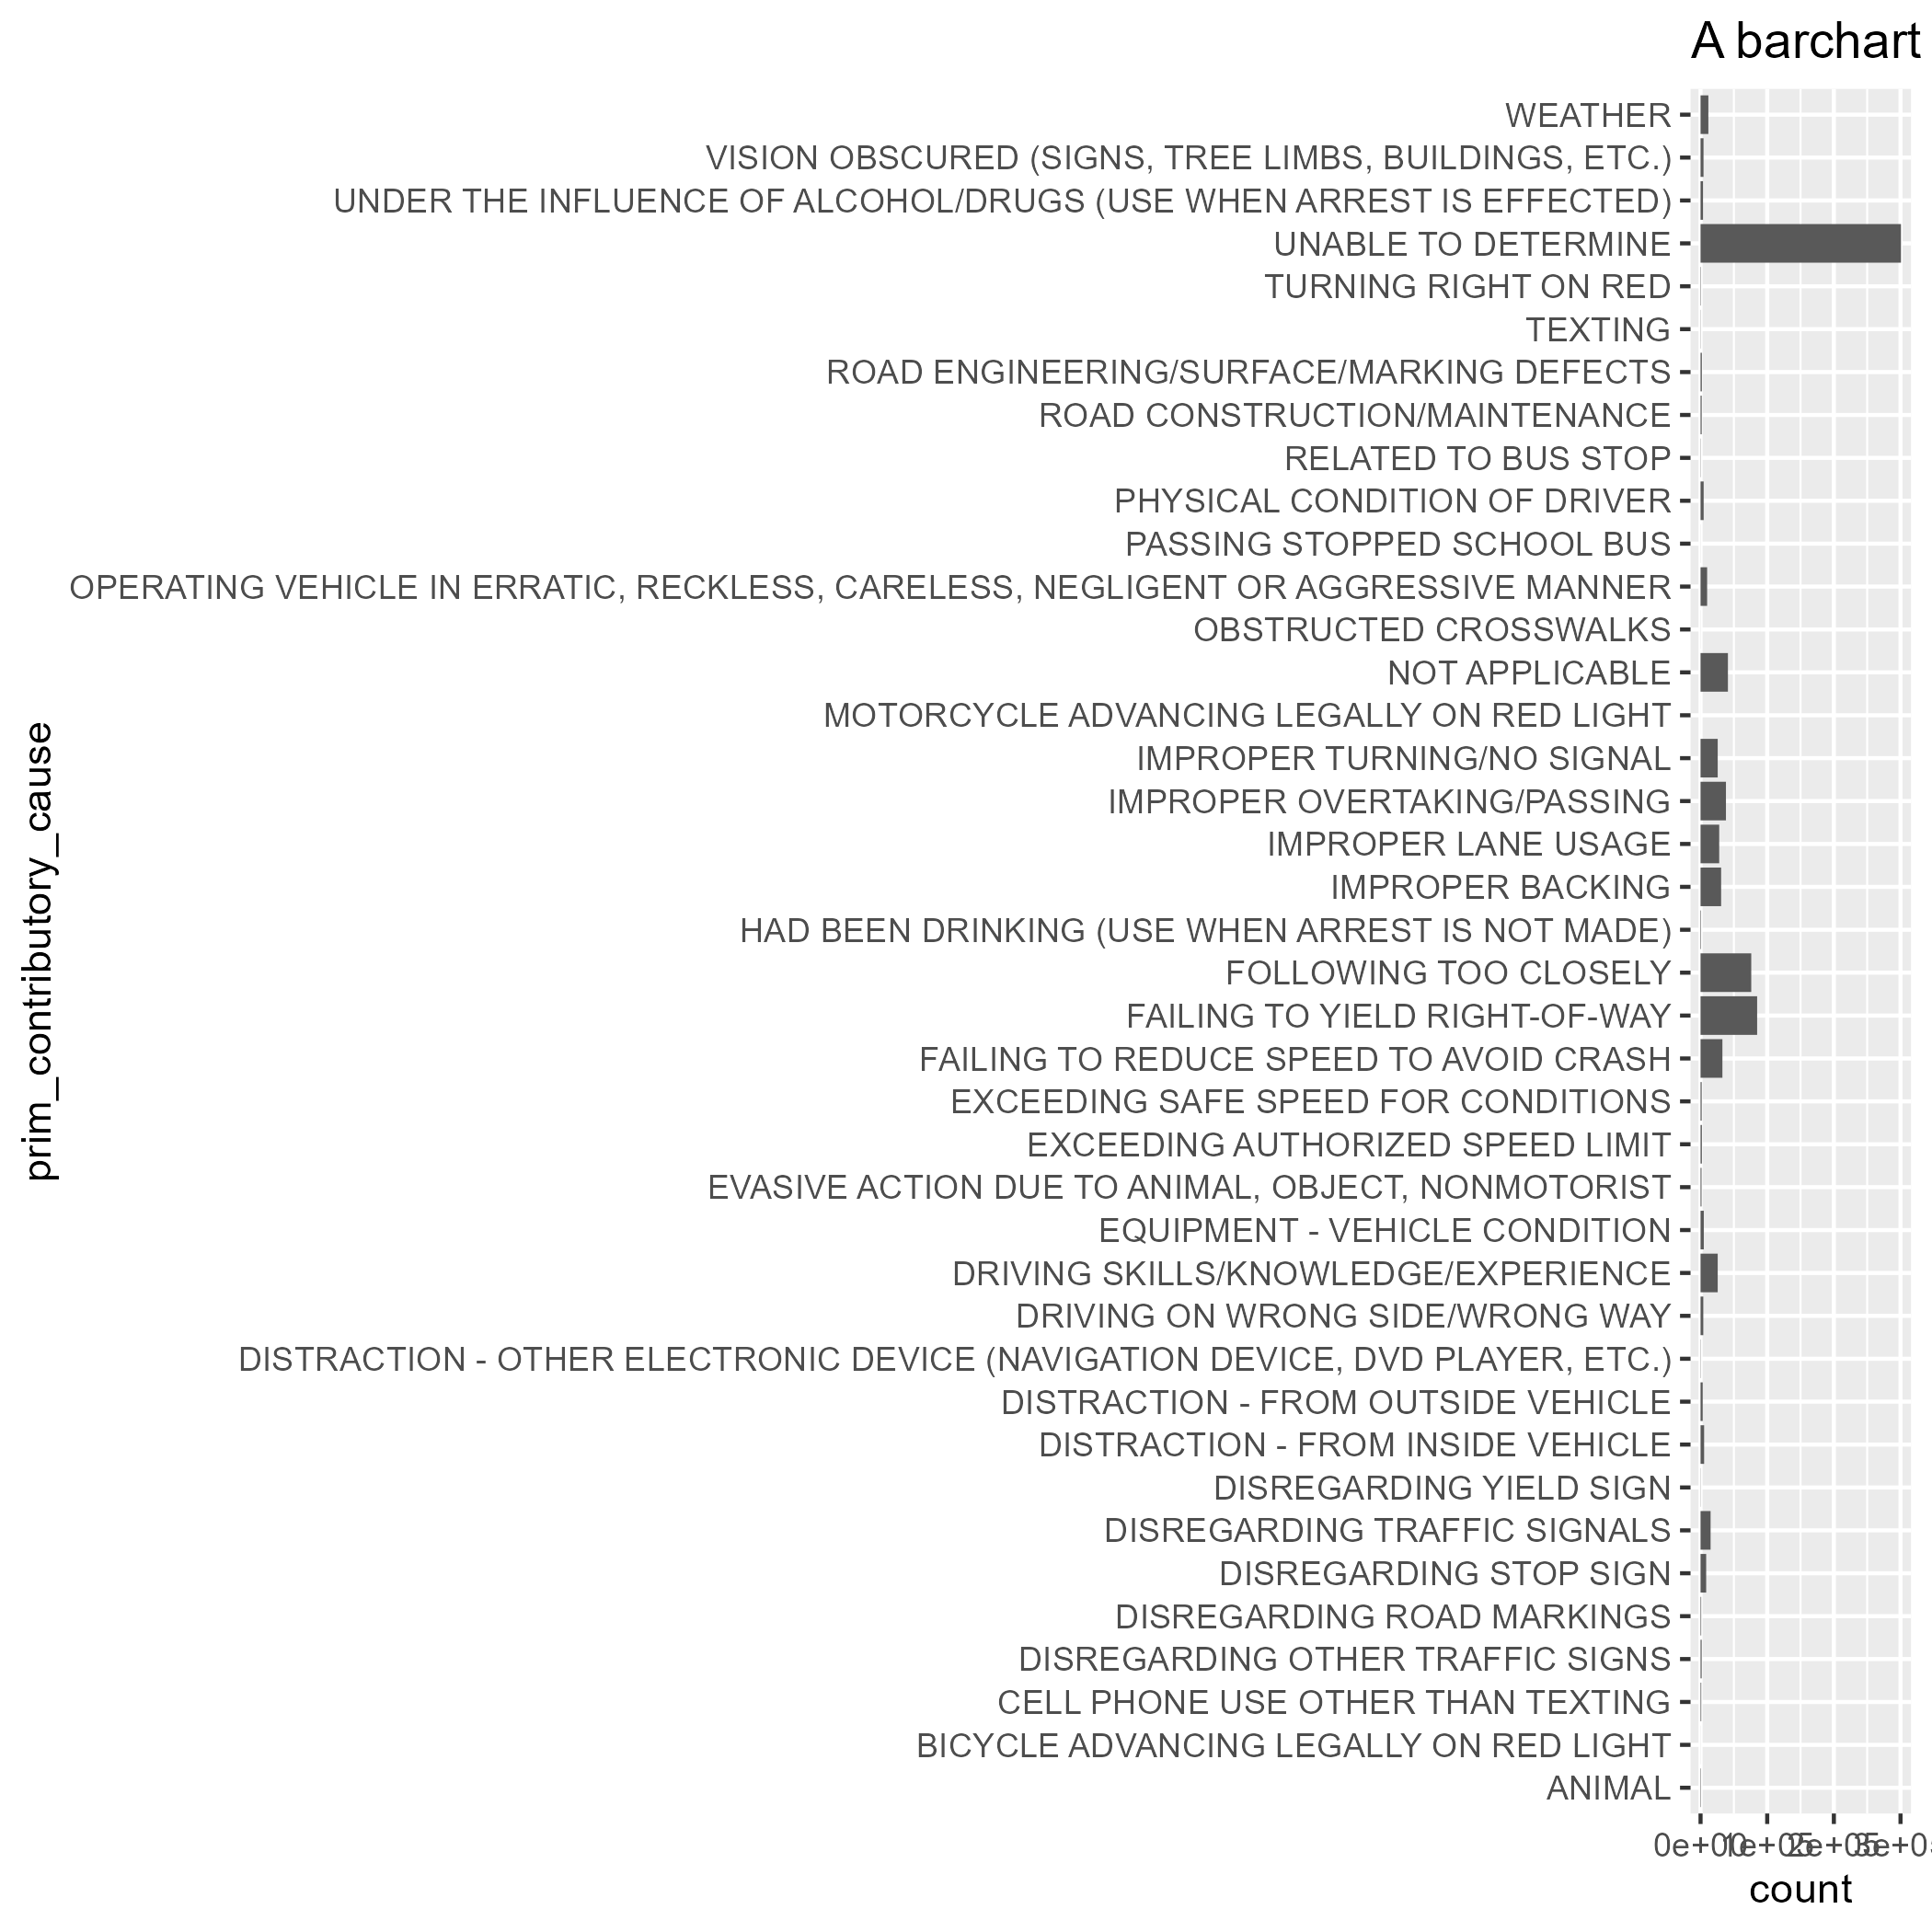 A barchart
WEATHER
VISION OBSCURED (SIGNS, TREE LIMBS, BUILDINGS, ETC.)
UNDER THE INFLUENCE OF ALCOHOL/DRUGS (USE WHEN ARREST IS EFFECTED)
UNABLE TO DETERMINE
TURNING RIGHT ON RED
TEXTING
ROAD ENGINEERING/SURFACE/MARKING DEFECTS
ROAD CONSTRUCTION/MAINTENANCE
RELATED TO BUS STOP
PHYSICAL CONDITION OF DRIVER
PASSING STOPPED SCHOOL BUS
OPERATING VEHICLE IN ERRATIC, RECKLESS, CARELESS, NEGLIGENT OR AGGRESSIVE MANNER
OBSTRUCTED CROSSWALKS
NOT APPLICABLE
MOTORCYCLE ADVANCING LEGALLY ON RED LIGHT
IMPROPER TURNING/NO SIGNAL
IMPROPER OVERTAKING/PASSING
IMPROPER LANE USAGE
IMPROPER BACKING
HAD BEEN DRINKING (USE WHEN ARREST IS NOT MADE)
FOLLOWING TOO CLOSELY
FAILING TO YIELD RIGHT-OF-WAY
FAILING TO REDUCE SPEED TO AVOID CRASH
EXCEEDING SAFE SPEED FOR CONDITIONS
EXCEEDING AUTHORIZED SPEED LIMIT
EVASIVE ACTION DUE TO ANIMAL, OBJECT, NONMOTORIST
EQUIPMENT - VEHICLE CONDITION
DRIVING SKILLS/KNOWLEDGE/EXPERIENCE
DRIVING ON WRONG SIDE/WRONG WAY
DISTRACTION - OTHER ELECTRONIC DEVICE (NAVIGATION DEVICE, DVD PLAYER, ETC.)
DISTRACTION - FROM OUTSIDE VEHICLE
DISTRACTION - FROM INSIDE VEHICLE
DISREGARDING YIELD SIGN
DISREGARDING TRAFFIC SIGNALS
DISREGARDING STOP SIGN
DISREGARDING ROAD MARKINGS
DISREGARDING OTHER TRAFFIC SIGNS
CELL PHONE USE OTHER THAN TEXTING
BICYCLE ADVANCING LEGALLY ON RED LIGHT
ANIMAL
prim_contributory_cause
0e+00 1e+05 2e+05
count